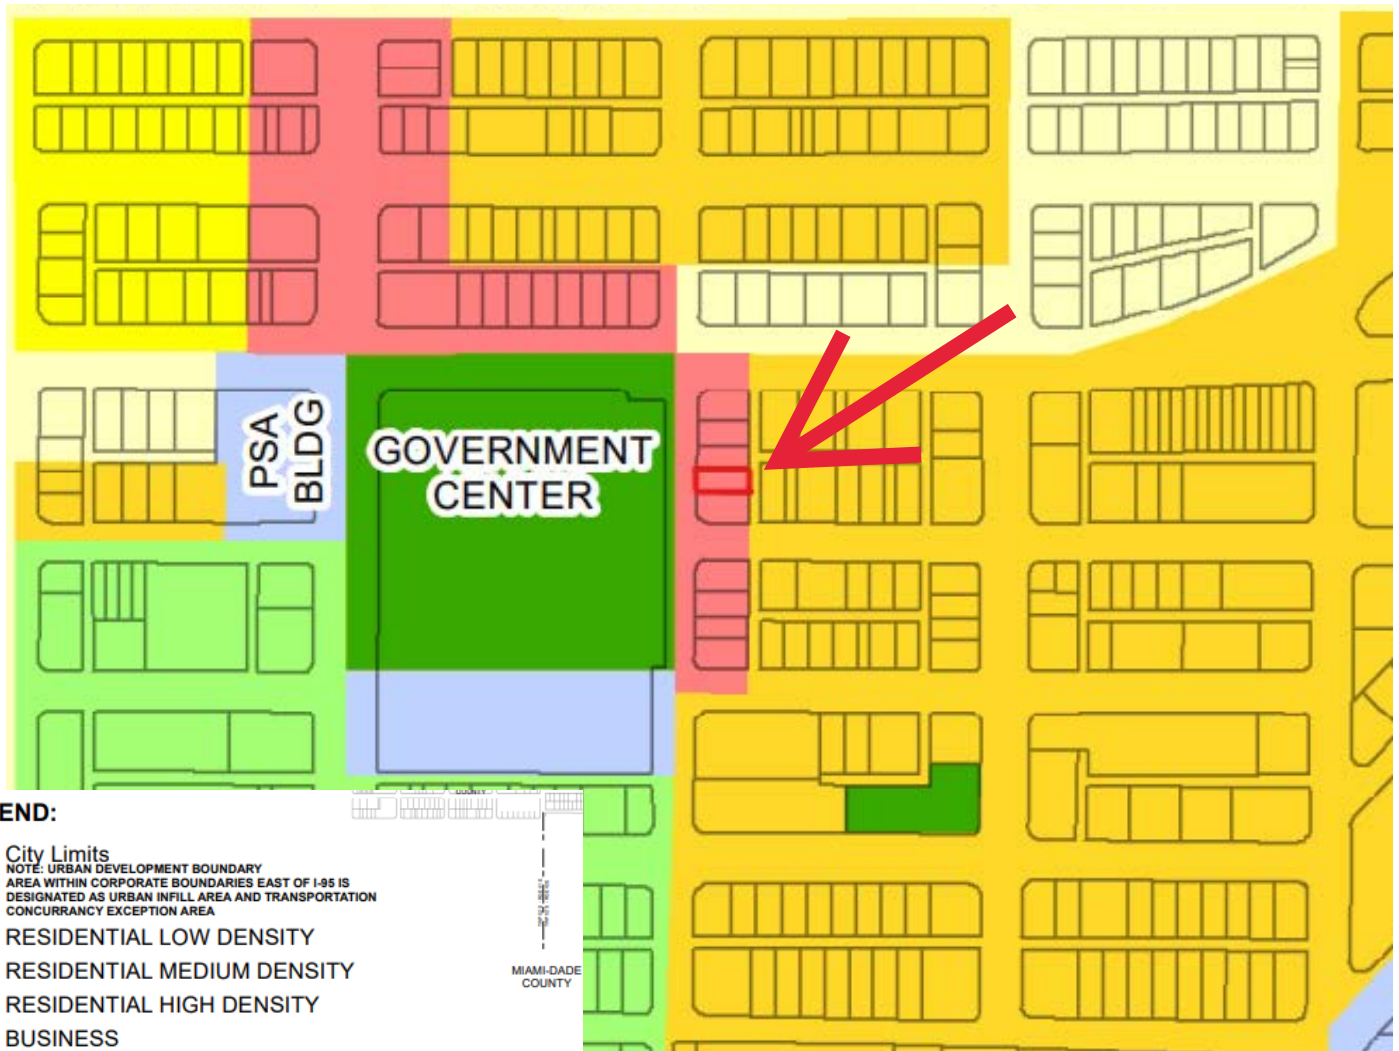 PSA
BLDG
GOVERNMENT
CENTER
END:
City Limits
NOTE: URBAN DEVELOPMENT BOUNDARY
AREA WITHIN CORPORATE BOUNDARIES EAST OF I-95 IS
DESIGNATED AS URBAN INFILL AREA AND TRANSPORTATION
CONCURRANCY EXCEPTION AREA
RESIDENTIAL LOW DENSITY
RESIDENTIAL MEDIUM DENSITY
RESIDENTIAL HIGH DENSITY
BUSINESS
COUNTY
MIAMI-DADE
COUNTY